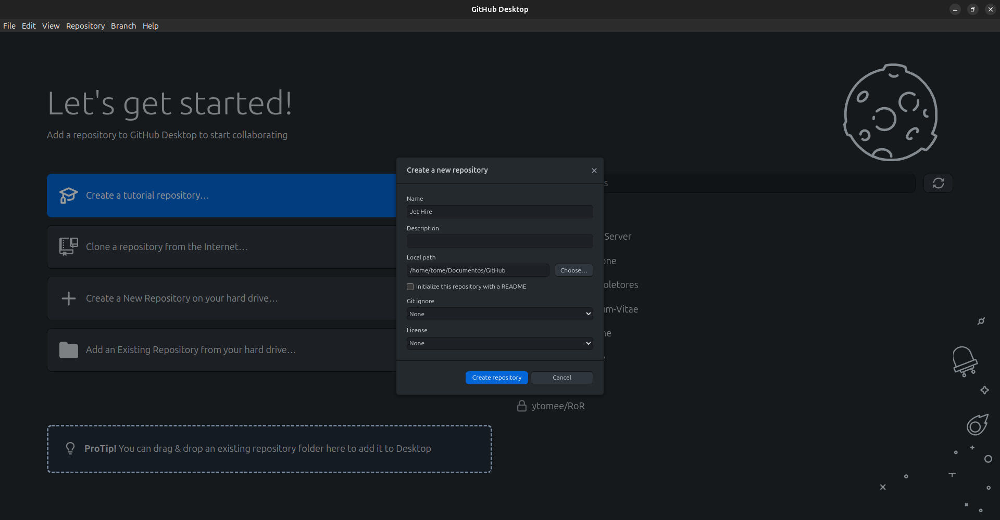 GitHub Desktop
File Edit View Repository Branch Help
Let's get started!
Add a repository to GitHub Desktop to start collaborating
Create a tutorial repository...
Clone a repository from the Internet...
Create a New Repository on your hard drive...
Add an Existing Repository from your hard drive...
ProTip! You can drag & drop an existing repository folder here to add it to Desktop
Create a new repository
Name
Jet-Hire
Description
Local path
/home/tome/Documentos/GitHub
Choose...
Initialize this repository with a README
Git ignore
None
License
None
Create repository
Cancel
Server
ytomee/RoR